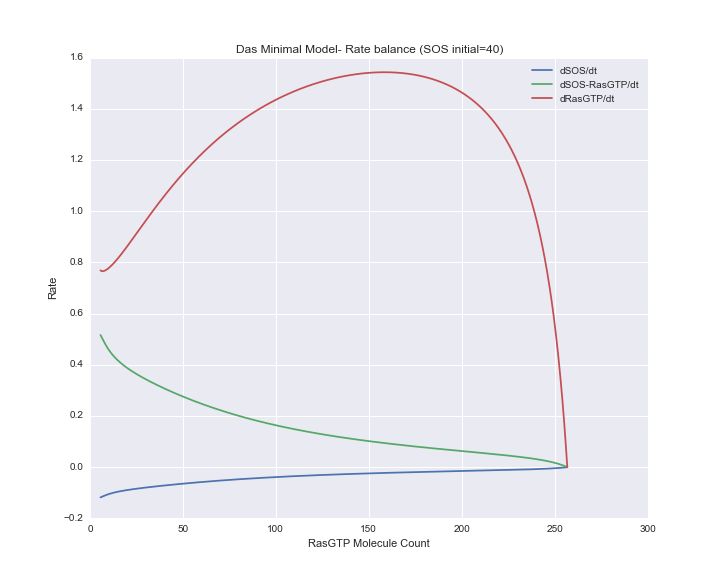 Das Minimal Model- Rate balance (SOS initial=40)
1.6
1.4
1.2
1.0
0.8
0.6
0.4
0.2
0.0
−0.2
Rate
dSOS/dt
dSOS-RasGTP/dt
dRasGTP/dt
0 50 100 150 200 250 300
RasGTP Molecule Count